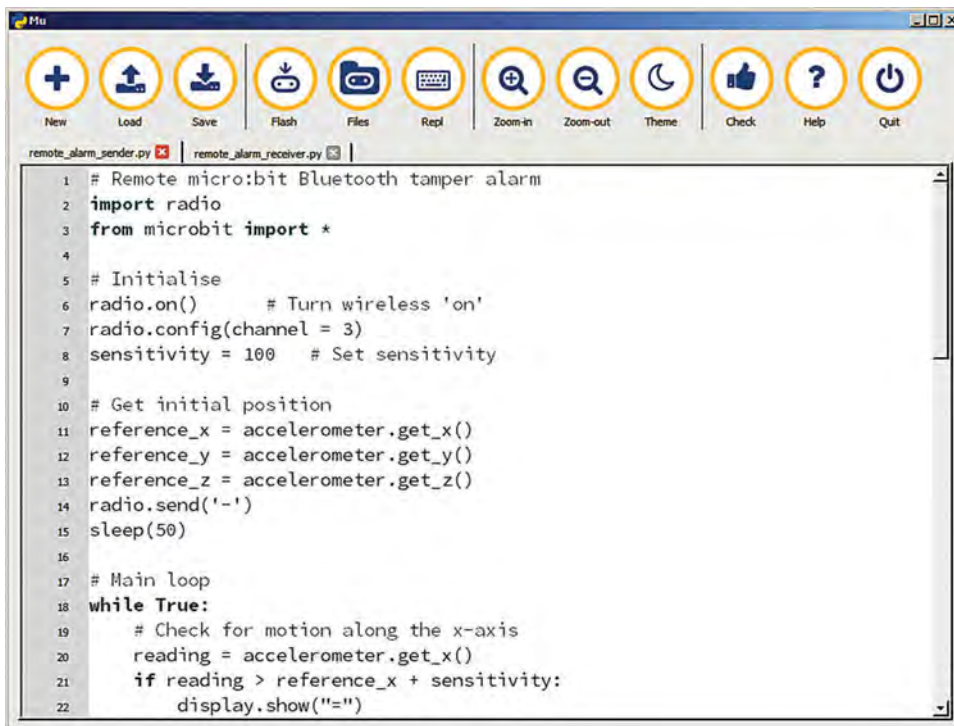 Mu
New Load Save Flash Files Repl Zoom-in Zoom-out Theme Check Help Quit
remote_alarm_sender.py remote_alarm_receiver.py
1 # Remote micro:bit Bluetooth tamper alarm
2 import radio
3 from microbit import *
4
5 # Initialise
6 radio.on()      # Turn wireless 'on'
7 radio.config(channel = 3)
8 sensitivity = 100   # Set sensitivity
9
10 # Get initial position
11 reference_x = accelerometer.get_x()
12 reference_y = accelerometer.get_y()
13 reference_z = accelerometer.get_z()
14 radio.send('-')
15 sleep(50)
16
17 # Main loop
18 while True:
19     # Check for motion along the x-axis
20     reading = accelerometer.get_x()
21     if reading > reference_x + sensitivity:
22         display.show("=")